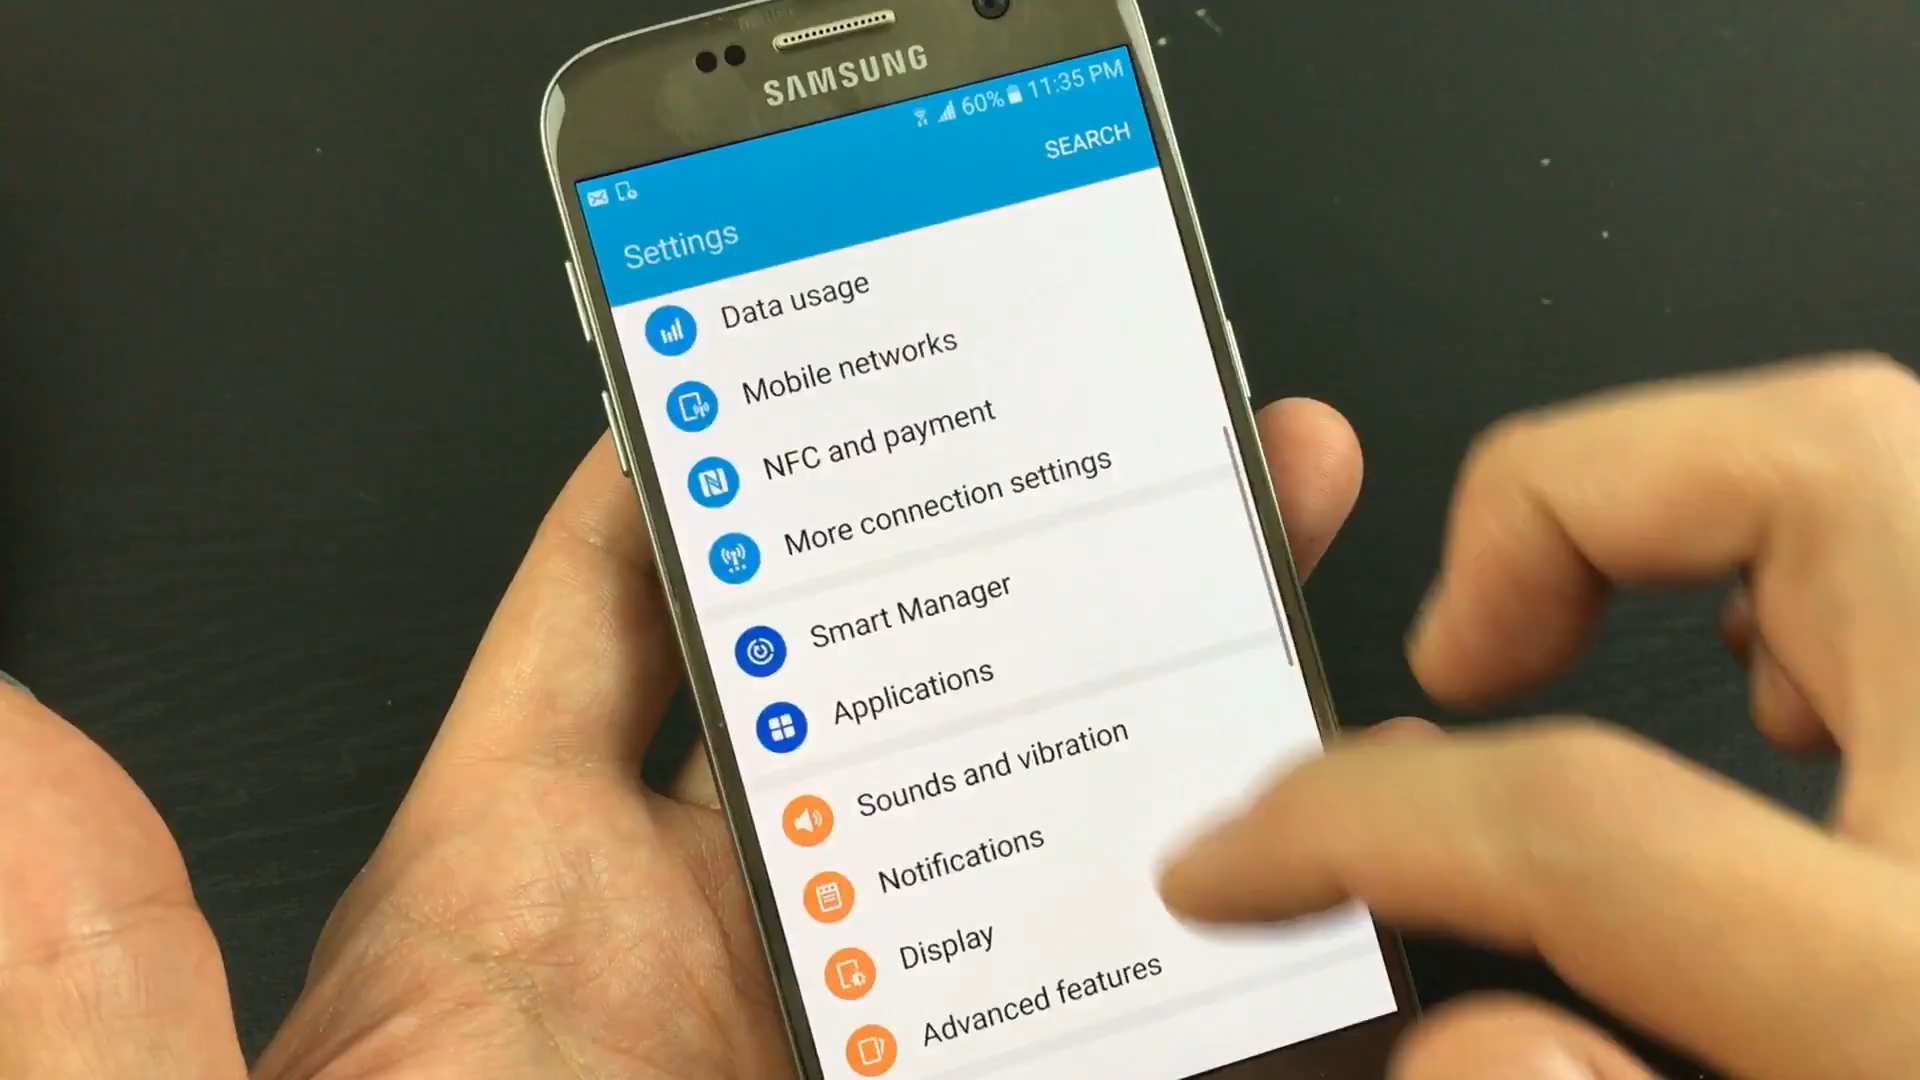 SAMSUNG
60% 11:35 PM
SEARCH
Settings
Data usage
Mobile networks
NFC and payment
More connection settings
Smart Manager
Applications
Sounds and vibration
Notifications
Display
Advanced features